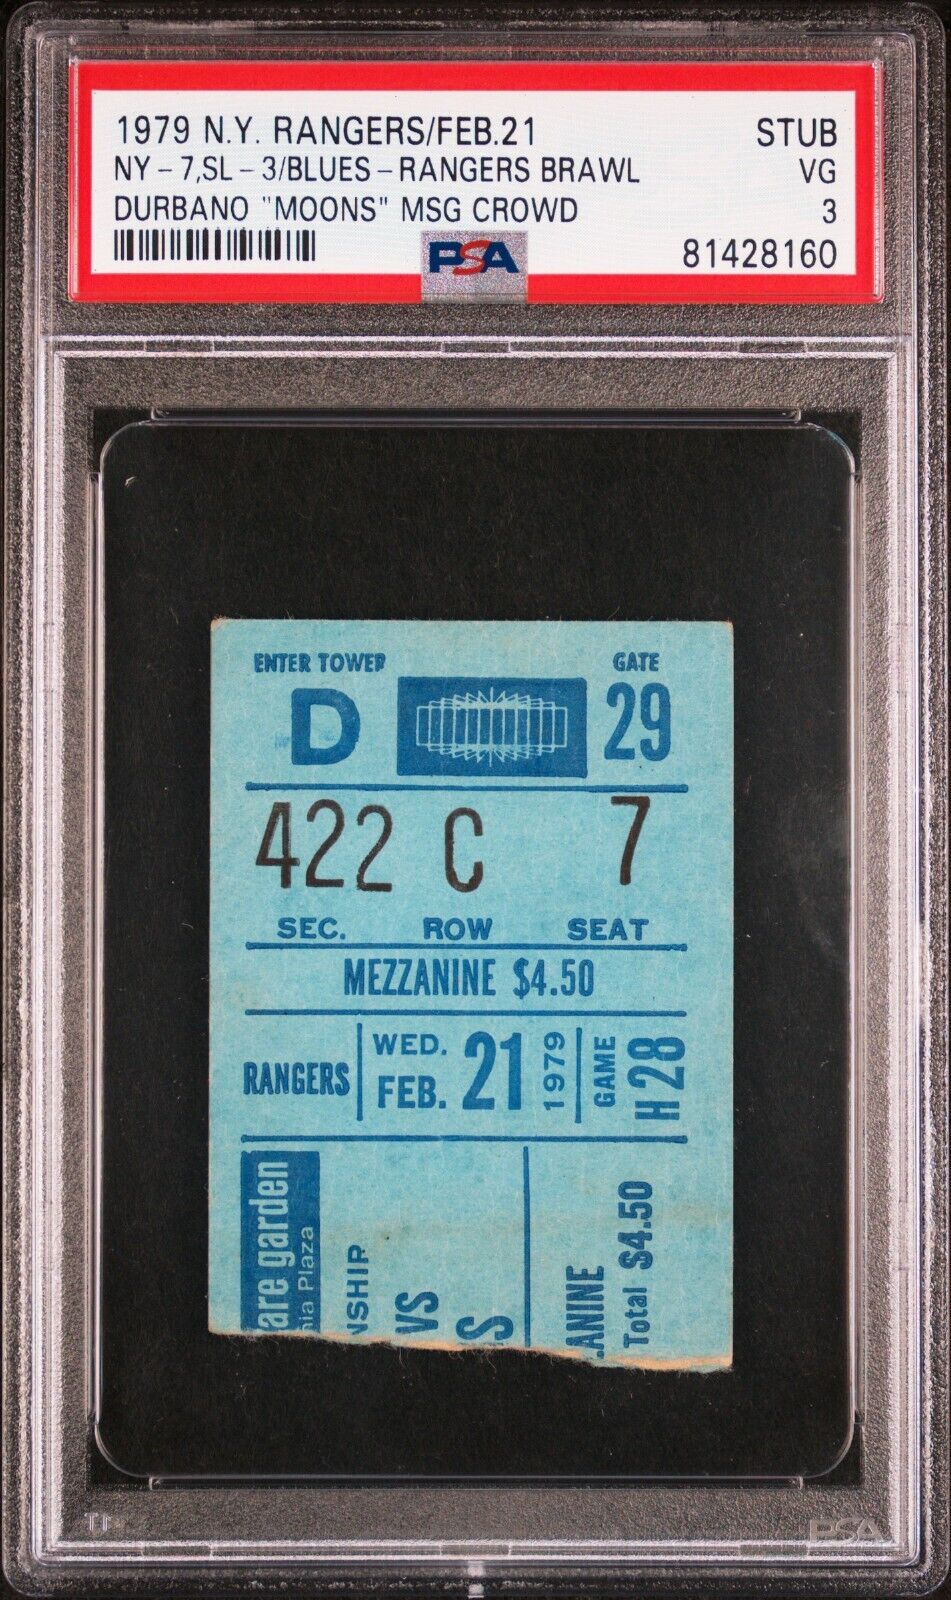 1979 N.Y. RANGERS/FEB.21 STUB
NY-7,SL-3/BLUES-RANGERS BRAWL VG
DURBANO "MOONS" MSG CROWD 3
PSA 81428160
ENTER TOWER GATE
D 29
422 C 7
SEC. ROW SEAT
MEZZANINE $4.50
RANGERS WED. FEB. 21 1979 GAME H 28
are garden
nia Plaza
NSHIP
VS
S
ANINE
Total $4.50
PSA